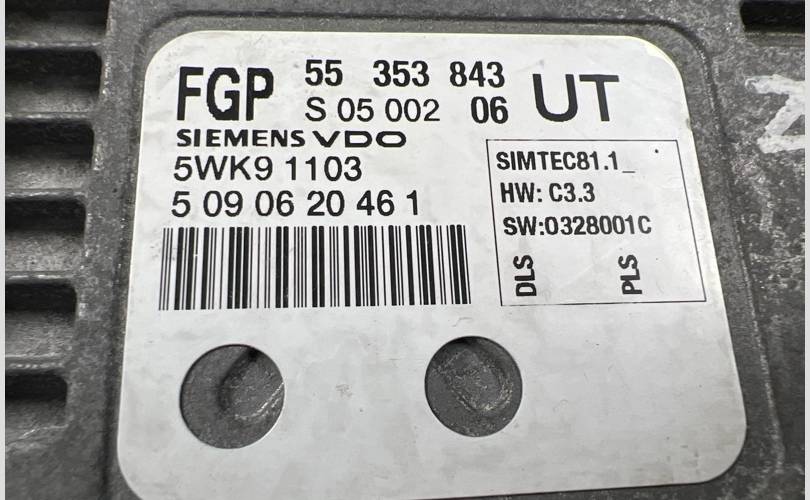 FGP 55 353 843 UT
S 05 002 06
SIEMENS VDO
5WK9 1103
5 09 06 20 46 1
SIMTEC81.1_
HW: C3.3
SW:0328001C
DLS PLS